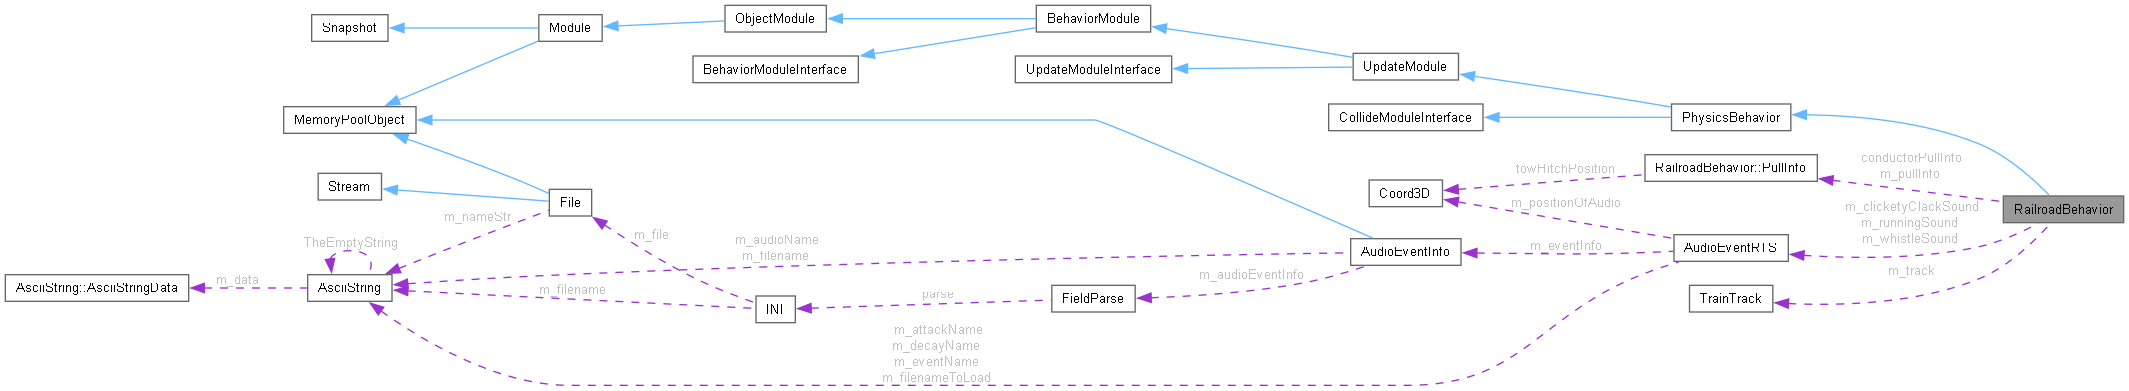 Snapshot
Module
ObjectModule
BehaviorModule
BehaviorModuleInterface
UpdateModuleInterface
UpdateModule
MemoryPoolObject
CollideModuleInterface
PhysicsBehavior
Stream
File
Coord3D
towHitchPosition
RailroadBehavior::PullInfo
conductorPullInfo
m_pullInfo
RailroadBehavior
m_nameStr
m_file
m_positionOfAudio
m_clicketyClackSound
m_runningSound
m_whistleSound
TheEmptyString
m_audioName
m_filename
AudioEventInfo
m_eventInfo
AudioEventRTS
m_track
AsciiString::AsciiStringData
m_data
AsciiString
m_filename
INI
parse
FieldParse
m_audioEventInfo
TrainTrack
m_attackName
m_decayName
m_eventName
m_filenameToLoad